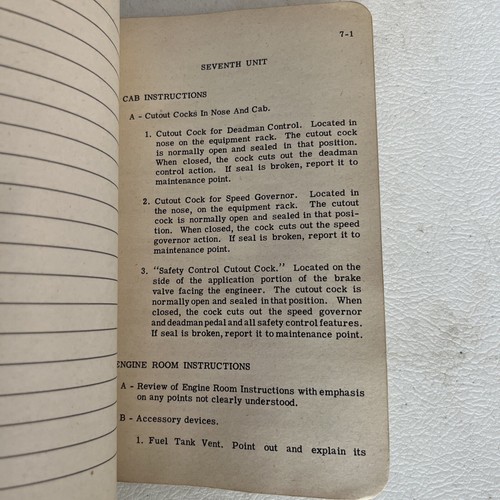 7-1
SEVENTH UNIT
CAB INSTRUCTIONS
A - Cutout Cocks In Nose And Cab.
1. Cutout Cock for Deadman Control. Located in
nose on the equipment rack. The cutout cock
is normally open and sealed in that position.
When closed, the cock cuts out the deadman
control action. If seal is broken, report it to
maintenance point.
2. Cutout Cock for Speed Governor. Located in
the nose, on the equipment rack. The cutout
cock is normally open and sealed in that posi-
tion. When closed, the cock cuts out the speed
governor action. If seal is broken, report it to
maintenance point.
3. "Safety Control Cutout Cock." Located on the
side of the application portion of the brake
valve facing the engineer. The cutout cock is
normally open and sealed in that position. When
closed, the cock cuts out the speed governor
and deadman pedal and all safety control features.
If seal is broken, report it to maintenance point.
ENGINE ROOM INSTRUCTIONS
A - Review of Engine Room Instructions with emphasis
on any points not clearly understood.
B - Accessory devices.
1. Fuel Tank Vent. Point out and explain its